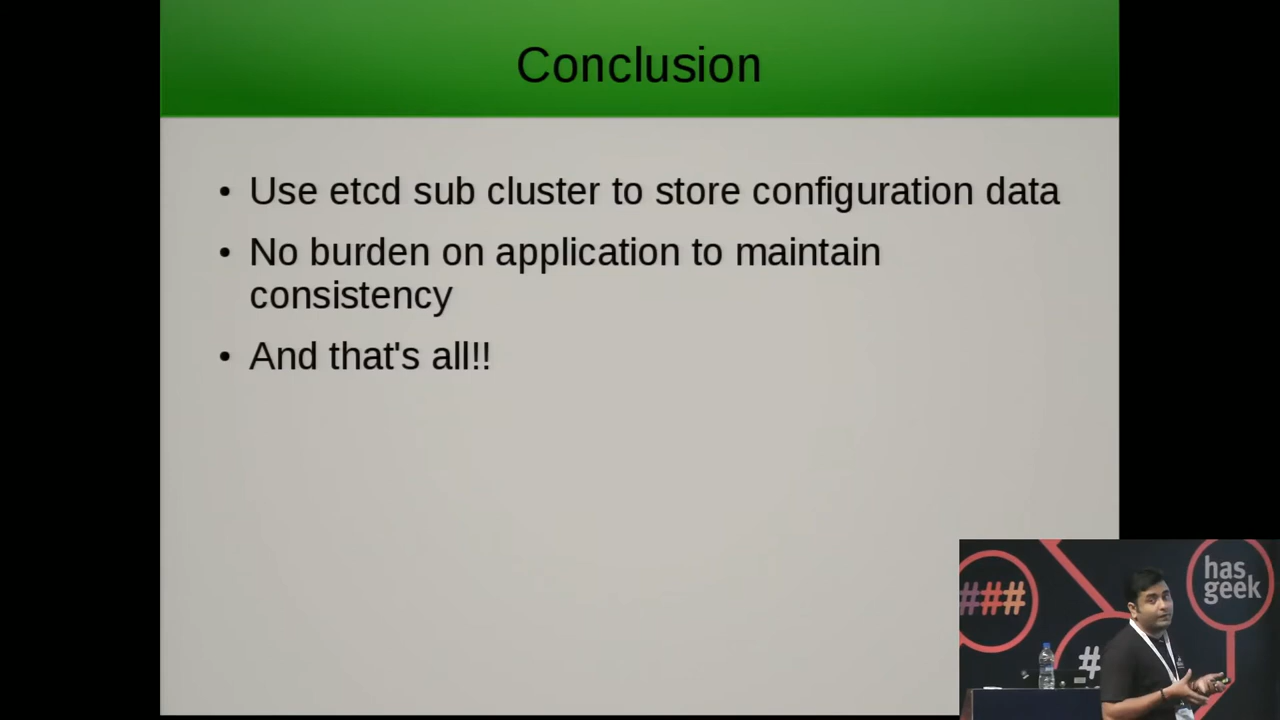 Conclusion
• Use etcd sub cluster to store configuration data
• No burden on application to maintain
consistency
• And that's all!!
###
has
geek
#